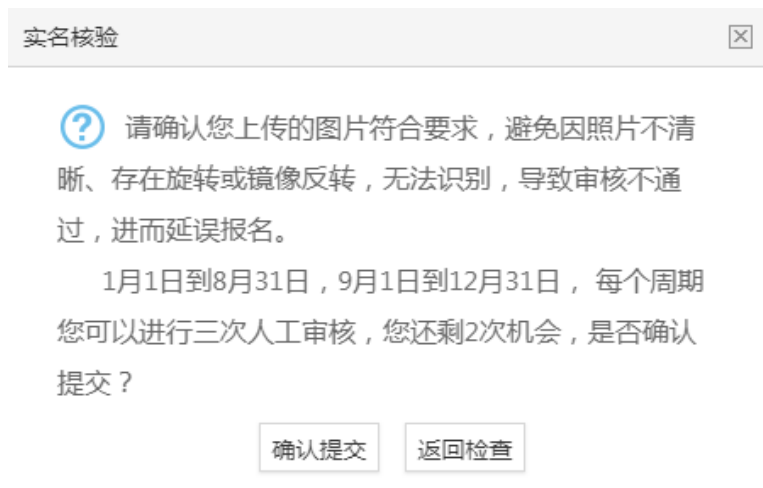 实名核验
请确认您上传的图片符合要求，避免因照片不清
晰、存在旋转或镜像反转，无法识别，导致审核不通
过，进而延误报名。
1月1日到8月31日，9月1日到12月31日， 每个周期
您可以进行三次人工审核，您还剩2次机会，是否确认
提交？
确认提交 返回检查